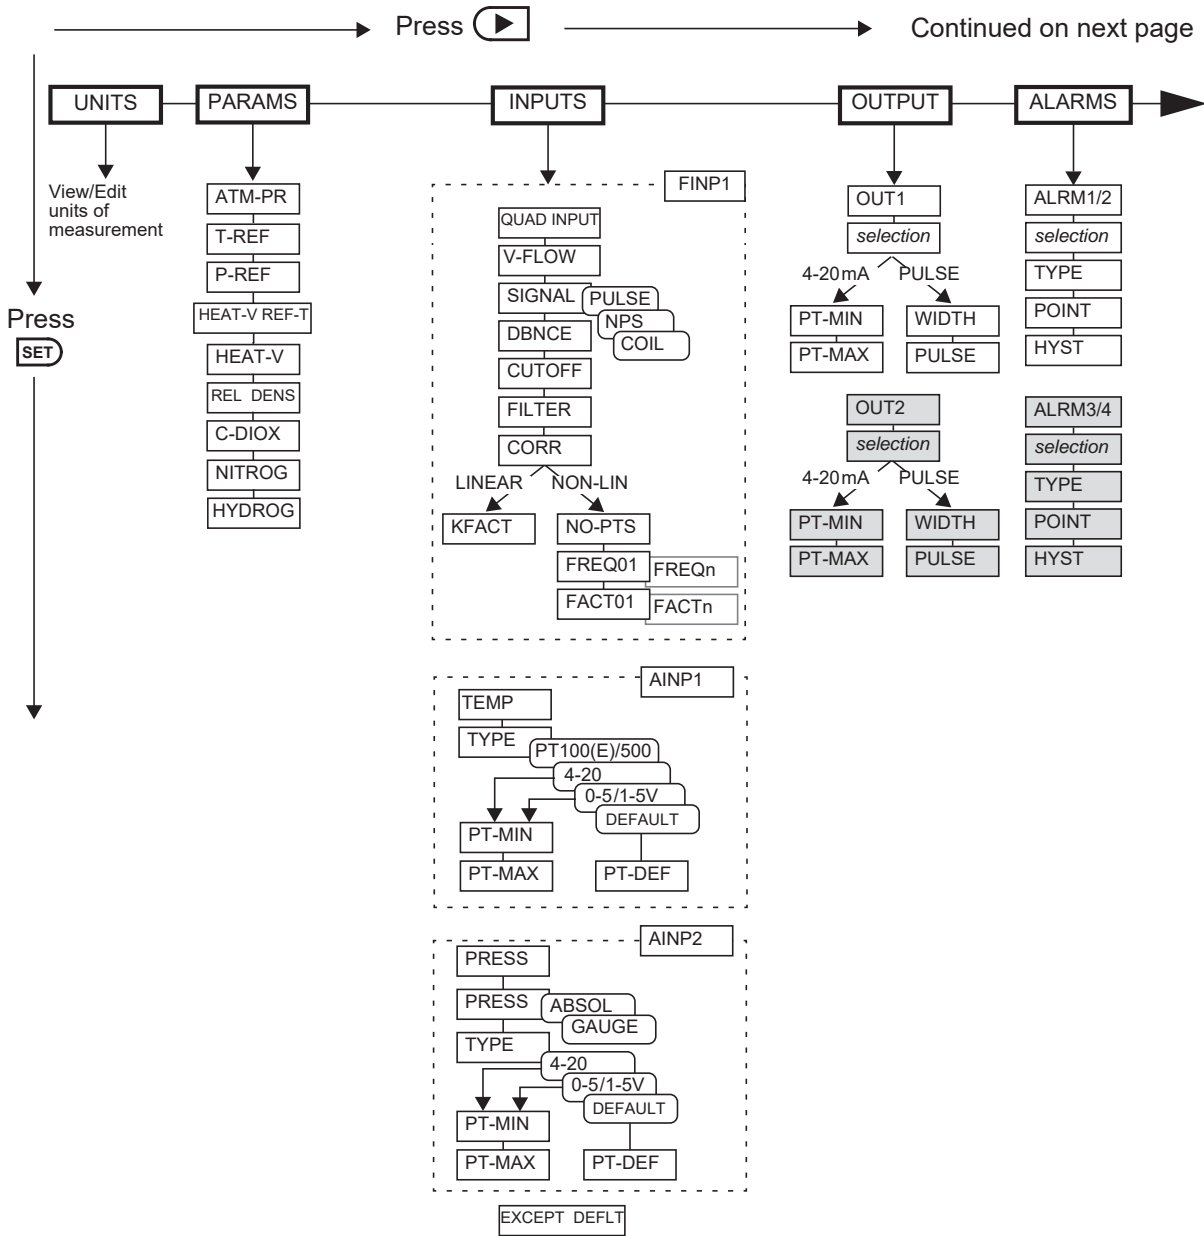 Press
Continued on next page
Press
SET
UNITS
View/Edit
units of
measurement
PARAMS
ATM-PR
T-REF
P-REF
HEAT-V REF-T
HEAT-V
REL DENS
C-DIOX
NITROG
HYDROG
INPUTS
FINP1
QUAD INPUT
V-FLOW
SIGNAL
PULSE
NPS
COIL
DBNCE
CUTOFF
FILTER
CORR
LINEAR
NON-LIN
KFACT
NO-PTS
FREQ01
FREQn
FACT01
FACTn
AINP1
TEMP
TYPE
PT100(E)/500
4-20
0-5/1-5V
DEFAULT
PT-MIN
PT-MAX
PT-DEF
AINP2
PRESS
PRESS
ABSOL
GAUGE
TYPE
4-20
0-5/1-5V
DEFAULT
PT-MIN
PT-MAX
PT-DEF
EXCEPT DEFLT
OUTPUT
OUT1
selection
4-20mA
PULSE
PT-MIN
WIDTH
PT-MAX
PULSE
OUT2
selection
4-20mA
PULSE
PT-MIN
WIDTH
PT-MAX
PULSE
ALARMS
ALRM1/2
selection
TYPE
POINT
HYST
ALRM3/4
selection
TYPE
POINT
HYST